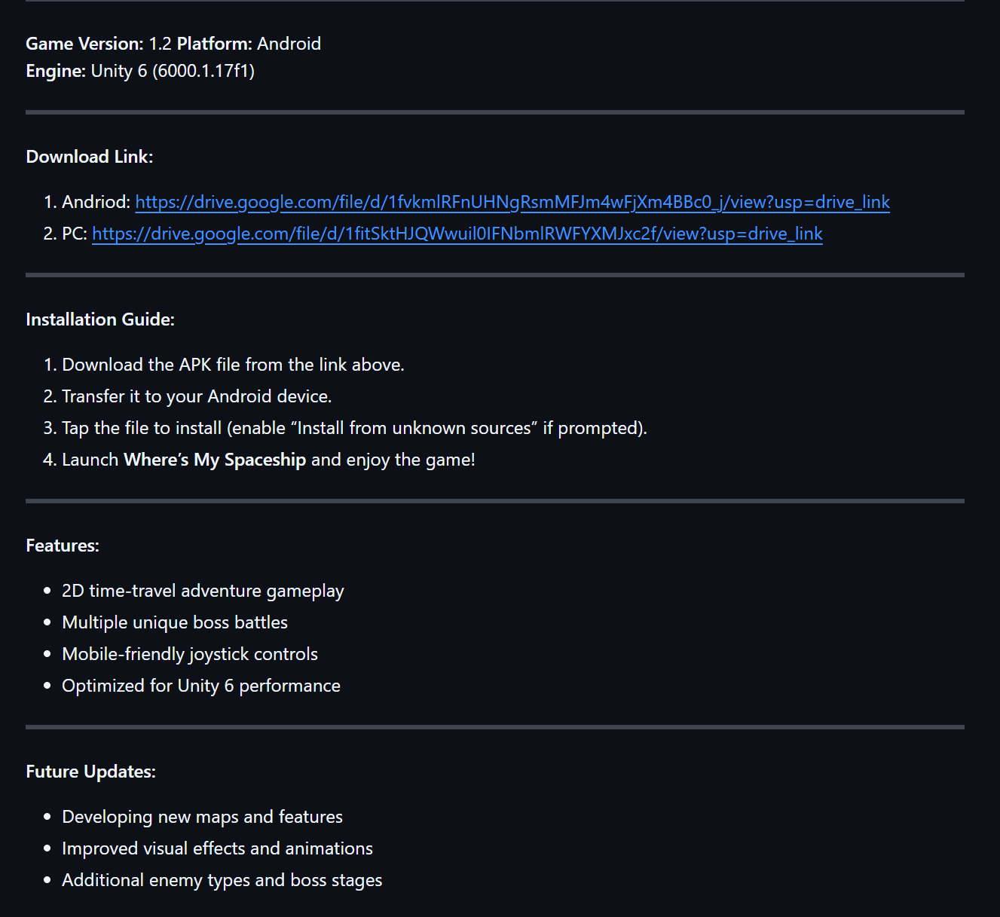 Game Version: 1.2 Platform: Android
Engine: Unity 6 (6000.1.17f1)
Download Link:
1. Andriod: https://drive.google.com/file/d/1fvkmlRFnUHNgRsmMFJm4wFjXm4BBc0_j/view?usp=drive_link
2. PC: https://drive.google.com/file/d/1fitSktHJQWwuil0IFNbmlRWFYXMJxc2f/view?usp=drive_link
Installation Guide:
1. Download the APK file from the link above.
2. Transfer it to your Android device.
3. Tap the file to install (enable “Install from unknown sources” if prompted).
4. Launch Where’s My Spaceship and enjoy the game!
Features:
• 2D time-travel adventure gameplay
• Multiple unique boss battles
• Mobile-friendly joystick controls
• Optimized for Unity 6 performance
Future Updates:
• Developing new maps and features
• Improved visual effects and animations
• Additional enemy types and boss stages